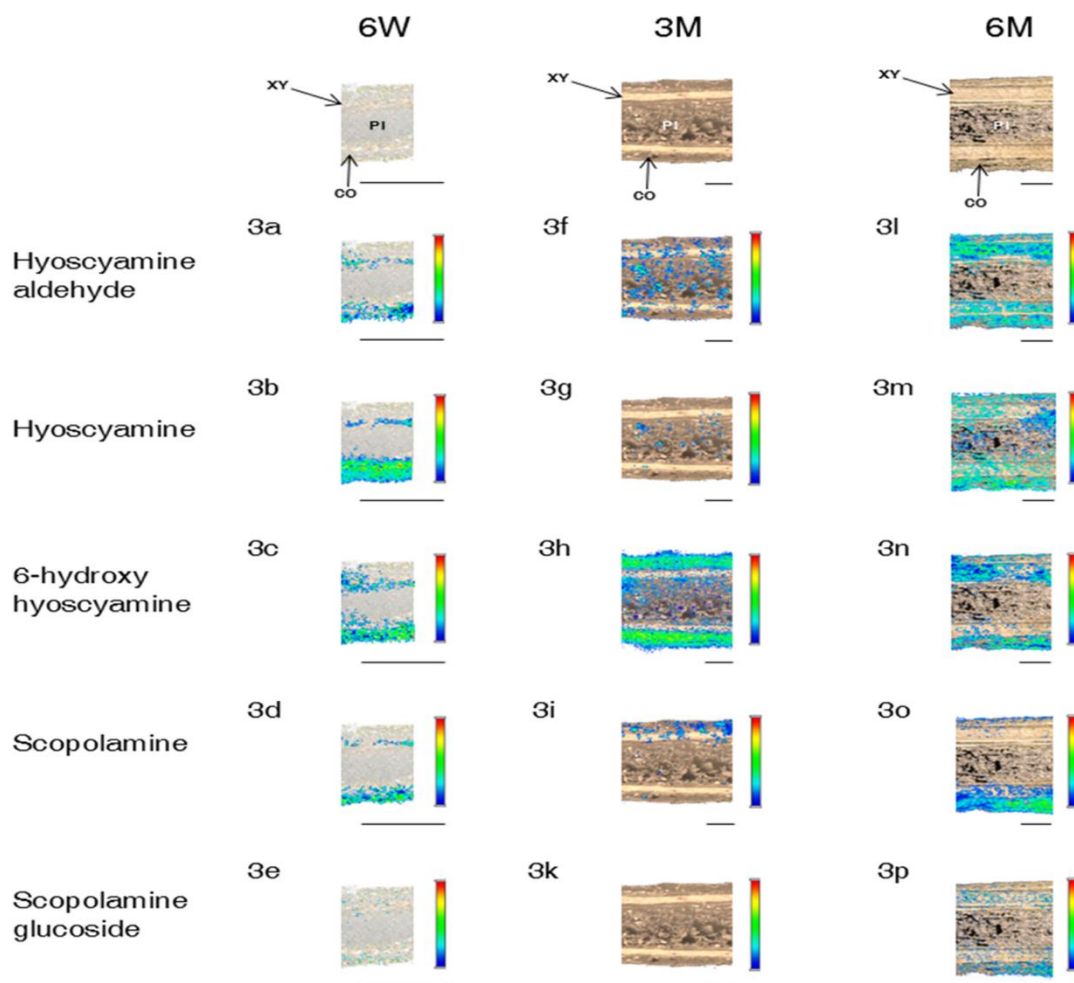 6W 3M 6M
XY XY XY
PI PI PI
CO CO CO
3a 3f 3l
Hyoscyamine
aldehyde
3b 3g 3m
Hyoscyamine
3c 3h 3n
6-hydroxy
hyoscyamine
3d 3i 3o
Scopolamine
3e 3k 3p
Scopolamine
glucoside